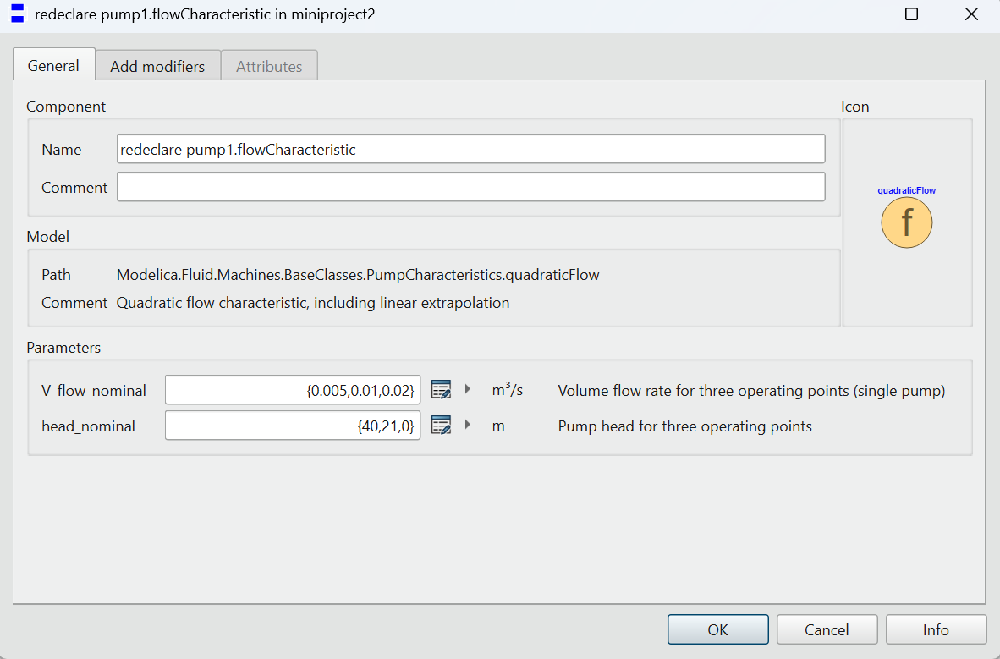 redeclare pump1.flowCharacteristic in miniproject2
General Add modifiers Attributes
Component Icon
Name redeclare pump1.flowCharacteristic
Comment
quadraticFlow
f
Model
Path Modelica.Fluid.Machines.BaseClasses.PumpCharacteristics.quadraticFlow
Comment Quadratic flow characteristic, including linear extrapolation
Parameters
V_flow_nominal {0.005,0.01,0.02} m³/s Volume flow rate for three operating points (single pump)
head_nominal {40,21,0} m Pump head for three operating points
OK Cancel Info